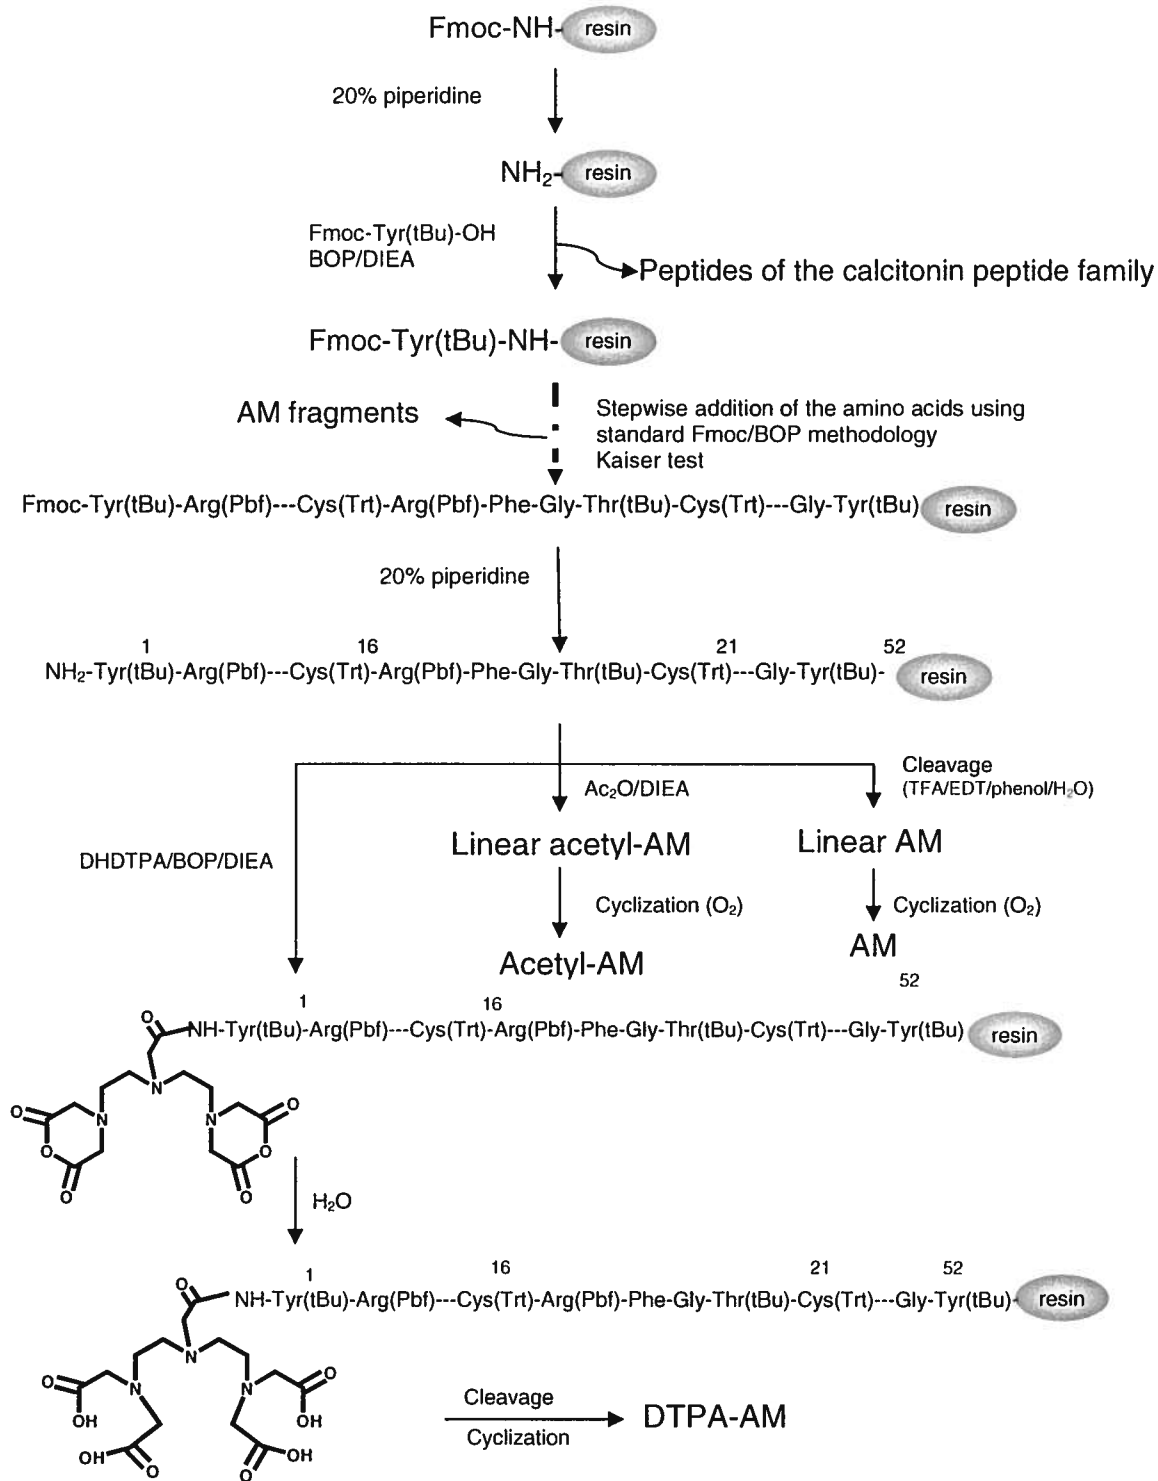 Fmoc-NH- resin
20% piperidine
NH₂- resin
Fmoc-Tyr(tBu)-OH
BOP/DIEA
Peptides of the calcitonin peptide family
Fmoc-Tyr(tBu)-NH- resin
AM fragments
Stepwise addition of the amino acids using
standard Fmoc/BOP methodology
Kaiser test
Fmoc-Tyr(tBu)-Arg(Pbf)---Cys(Trt)-Arg(Pbf)-Phe-Gly-Thr(tBu)-Cys(Trt)---Gly-Tyr(tBu) resin
20% piperidine
1 16 21 52
NH₂-Tyr(tBu)-Arg(Pbf)---Cys(Trt)-Arg(Pbf)-Phe-Gly-Thr(tBu)-Cys(Trt)---Gly-Tyr(tBu)- resin
Cleavage
(TFA/EDT/phenol/H₂O)
Ac₂O/DIEA
Linear acetyl-AM Linear AM
DHDTPA/BOP/DIEA
Cyclization (O₂) Cyclization (O₂)
Acetyl-AM AM
1 16 52
O NH-Tyr(tBu)-Arg(Pbf)---Cys(Trt)-Arg(Pbf)-Phe-Gly-Thr(tBu)-Cys(Trt)---Gly-Tyr(tBu) resin
N
O N N O
O O
O O
H₂O
1 16 21 52
O NH-Tyr(tBu)-Arg(Pbf)---Cys(Trt)-Arg(Pbf)-Phe-Gly-Thr(tBu)-Cys(Trt)---Gly-Tyr(tBu)- resin
N
O N N O
OH OH
OH OH
O O
Cleavage
Cyclization
DTPA-AM